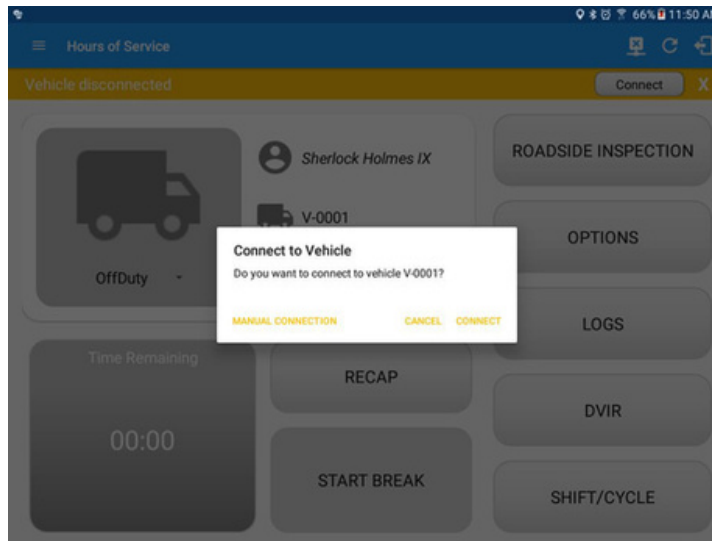 66% 11:50 AM
Hours of Service
Vehicle disconnected
Connect X
Sherlock Holmes IX
V-0001
OffDuty
ROADSIDE INSPECTION
OPTIONS
LOGS
DVIR
SHIFT/CYCLE
Connect to Vehicle
Do you want to connect to vehicle V-0001?
MANUAL CONNECTION CANCEL CONNECT
Time Remaining
00:00
RECAP
START BREAK